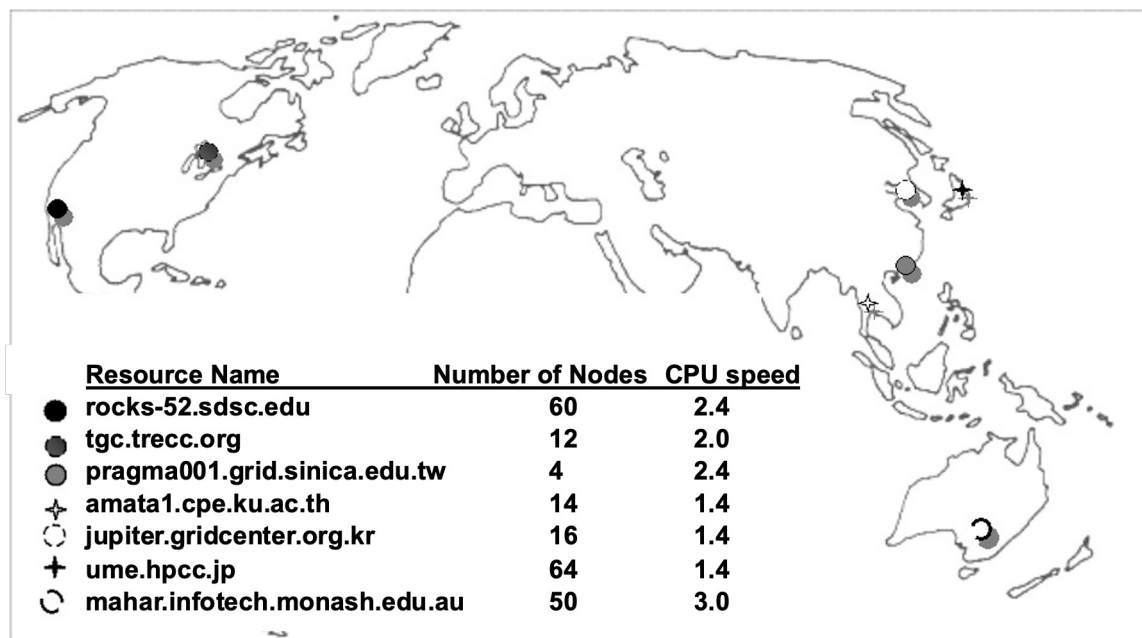 Resource Name Number of Nodes CPU speed
rocks-52.sdsc.edu 60 2.4
tgc.trecc.org 12 2.0
pragma001.grid.sinica.edu.tw 4 2.4
amata1.cpe.ku.ac.th 14 1.4
jupiter.gridcenter.org.kr 16 1.4
ume.hpcc.jp 64 1.4
mahar.infotech.monash.edu.au 50 3.0